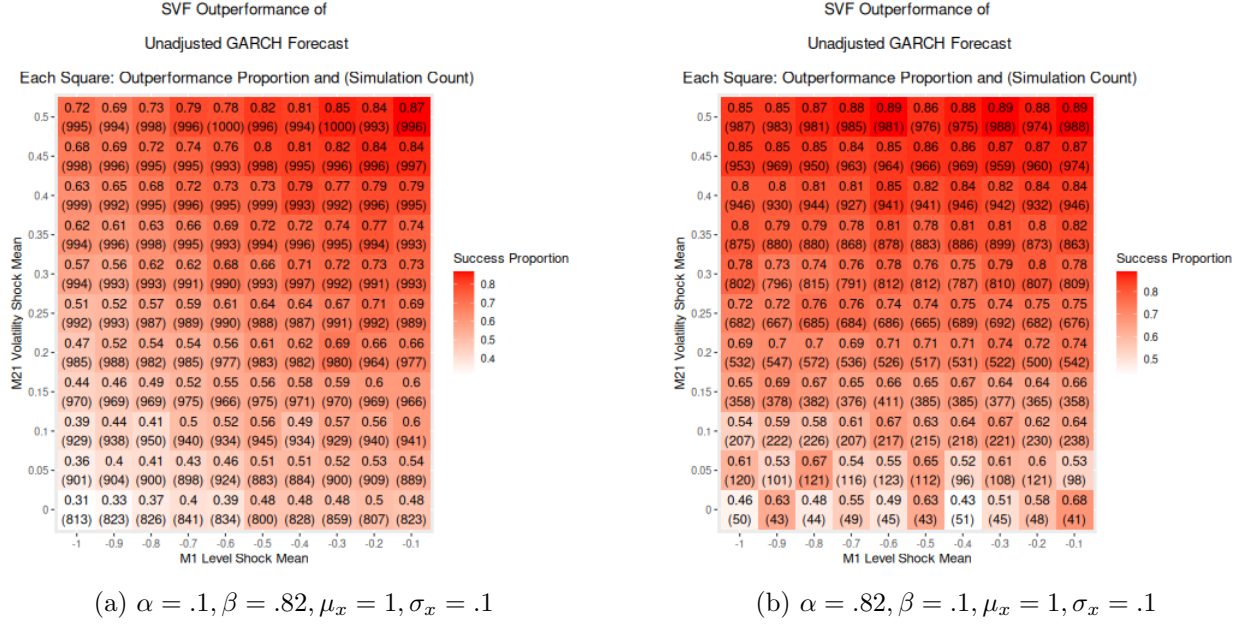 SVF Outperformance of
Unadjusted GARCH Forecast
Each Square: Outperformance Proportion and (Simulation Count)
M21 Volatility Shock Mean
0.5
0.72 0.69 0.73 0.79 0.78 0.82 0.81 0.85 0.84 0.87
(995) (994) (998) (996) (1000) (996) (994) (1000) (993) (996)
0.45
0.68 0.69 0.72 0.74 0.76 0.8 0.81 0.82 0.84 0.84
(998) (996) (995) (995) (993) (998) (995) (996) (996) (997)
0.4
0.63 0.65 0.68 0.72 0.73 0.73 0.79 0.77 0.79 0.79
(999) (992) (995) (996) (995) (999) (993) (992) (996) (995)
0.35
0.62 0.61 0.63 0.66 0.69 0.72 0.72 0.74 0.77 0.74
(994) (996) (998) (995) (993) (994) (996) (995) (994) (993)
0.3
0.57 0.56 0.62 0.62 0.68 0.66 0.71 0.72 0.73 0.73
(994) (993) (993) (991) (990) (993) (997) (992) (991) (993)
0.25
0.51 0.52 0.57 0.59 0.61 0.64 0.64 0.67 0.71 0.69
(992) (993) (987) (989) (990) (988) (987) (991) (992) (989)
0.2
0.47 0.52 0.54 0.54 0.56 0.61 0.62 0.69 0.66 0.66
(985) (988) (982) (985) (977) (983) (982) (980) (964) (977)
0.15
0.44 0.46 0.49 0.52 0.55 0.56 0.58 0.59 0.6 0.6
(970) (969) (969) (975) (966) (975) (971) (970) (969) (966)
0.1
0.39 0.44 0.41 0.5 0.52 0.56 0.49 0.57 0.56 0.6
(929) (938) (950) (940) (934) (945) (934) (929) (940) (941)
0.05
0.36 0.4 0.41 0.43 0.46 0.51 0.51 0.52 0.53 0.54
(901) (904) (900) (898) (924) (883) (884) (900) (909) (889)
0
0.31 0.33 0.37 0.4 0.39 0.48 0.46 0.48 0.5 0.48
(813) (823) (826) (841) (834) (800) (828) (859) (807) (823)
-1 -0.9 -0.8 -0.7 -0.6 -0.5 -0.4 -0.3 -0.2 -0.1
M1 Level Shock Mean
Success Proportion
0.8
0.7
0.6
0.5
0.4
(a) α = .1, β = .82, μx = 1, σx = .1
SVF Outperformance of
Unadjusted GARCH Forecast
Each Square: Outperformance Proportion and (Simulation Count)
M21 Volatility Shock Mean
0.5
0.85 0.85 0.87 0.88 0.89 0.86 0.88 0.89 0.88 0.89
(987) (983) (981) (985) (981) (976) (975) (988) (974) (988)
0.45
0.85 0.85 0.85 0.84 0.86 0.85 0.86 0.87 0.87 0.87
(953) (969) (950) (963) (964) (966) (969) (959) (960) (974)
0.4
0.8 0.8 0.81 0.81 0.85 0.82 0.84 0.82 0.84 0.84
(946) (930) (944) (927) (941) (941) (946) (942) (932) (946)
0.35
0.8 0.79 0.79 0.78 0.81 0.78 0.81 0.81 0.8 0.82
(875) (880) (880) (868) (878) (883) (886) (899) (873) (863)
0.3
0.78 0.73 0.74 0.76 0.78 0.76 0.75 0.79 0.8 0.78
(802) (796) (815) (791) (812) (812) (787) (810) (807) (809)
0.25
0.72 0.72 0.76 0.76 0.74 0.74 0.75 0.74 0.75 0.75
(682) (667) (685) (684) (686) (665) (689) (692) (682) (676)
0.2
0.69 0.7 0.7 0.69 0.71 0.71 0.71 0.73 0.72 0.74
(532) (547) (572) (536) (526) (517) (531) (522) (500) (542)
0.15
0.65 0.69 0.67 0.65 0.66 0.65 0.67 0.64 0.64 0.66
(358) (378) (382) (376) (411) (385) (385) (377) (365) (358)
0.1
0.54 0.59 0.58 0.61 0.67 0.63 0.64 0.67 0.62 0.64
(207) (222) (226) (207) (217) (215) (218) (221) (230) (238)
0.05
0.61 0.53 0.67 0.54 0.55 0.65 0.52 0.61 0.6 0.53
(120) (101) (121) (116) (123) (112) (96) (108) (121) (98)
0
0.46 0.63 0.48 0.55 0.49 0.63 0.43 0.51 0.58 0.68
(50) (43) (44) (49) (45) (43) (51) (45) (48) (41)
-1 -0.9 -0.8 -0.7 -0.6 -0.5 -0.4 -0.3 -0.2 -0.1
M1 Level Shock Mean
Success Proportion
0.8
0.7
0.6
0.5
(b) α = .82, β = .1, μx = 1, σx = .1